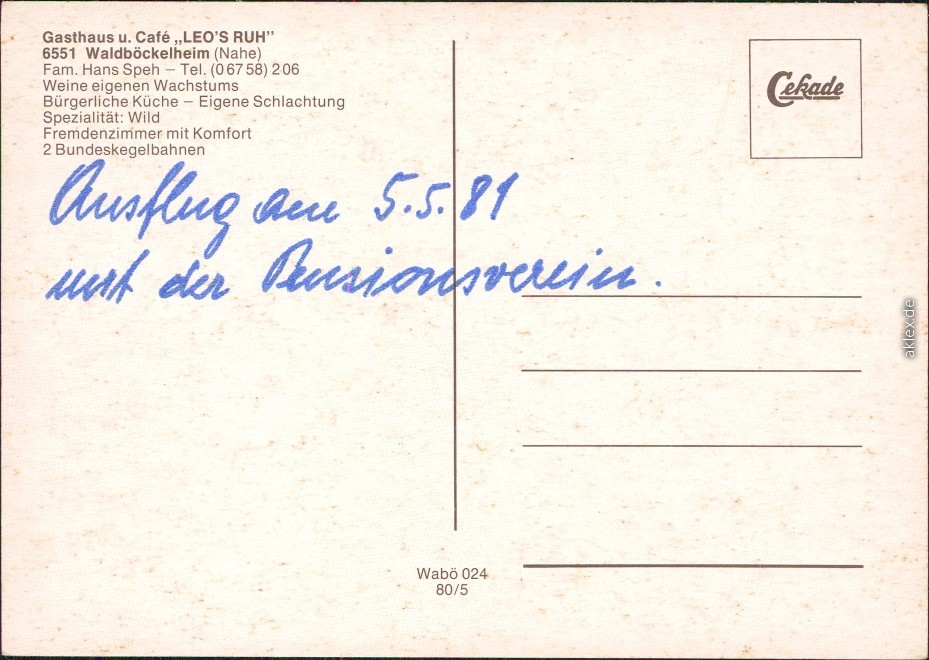 Gasthaus u. Café „LEO'S RUH"
6551 Waldböckelheim (Nahe)
Fam. Hans Speh – Tel. (06758) 206
Weine eigenen Wachstums
Bürgerliche Küche – Eigene Schlachtung
Spezialität: Wild
Fremdenzimmer mit Komfort
2 Bundeskegelbahnen
Cekade
Ausflug am 5.5.81
mit der Pensionsverein.
Wabö 024
80/5
aklex.de